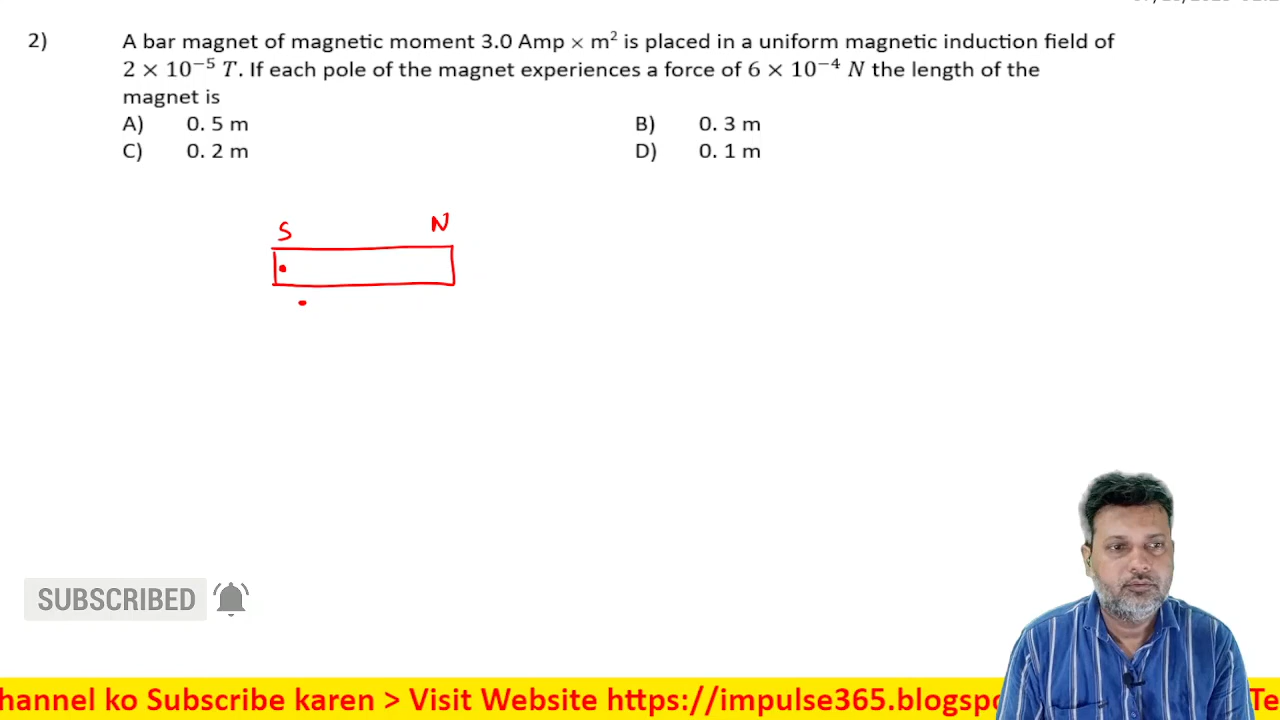 2) A bar magnet of magnetic moment 3.0 Amp × m² is placed in a uniform magnetic induction field of
2 × 10⁻⁵ T. If each pole of the magnet experiences a force of 6 × 10⁻⁴ N the length of the
magnet is
A) 0. 5 m B) 0. 3 m
C) 0. 2 m D) 0. 1 m
S N
SUBSCRIBED
hannel ko Subscribe karen > Visit Website https://impulse365.blogsp Te